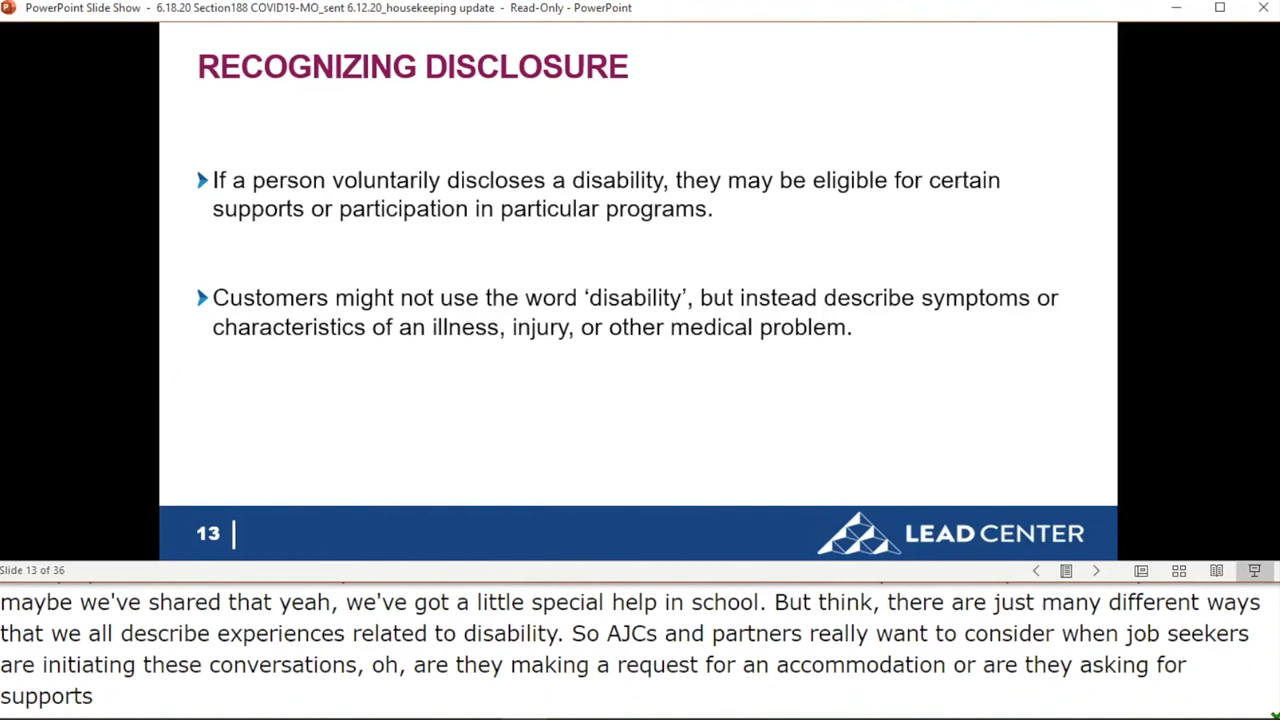 PowerPoint Slide Show - 6.18.20 Section188 COVID19-MO_sent 6.12.20_housekeeping update - Read-Only - PowerPoint
RECOGNIZING DISCLOSURE
If a person voluntarily discloses a disability, they may be eligible for certain
supports or participation in particular programs.
Customers might not use the word ‘disability’, but instead describe symptoms or
characteristics of an illness, injury, or other medical problem.
13
LEAD CENTER
Slide 13 of 36
maybe we've shared that yeah, we've got a little special help in school. But think, there are just many different ways
that we all describe experiences related to disability. So AJCs and partners really want to consider when job seekers
are initiating these conversations, oh, are they making a request for an accommodation or are they asking for
supports